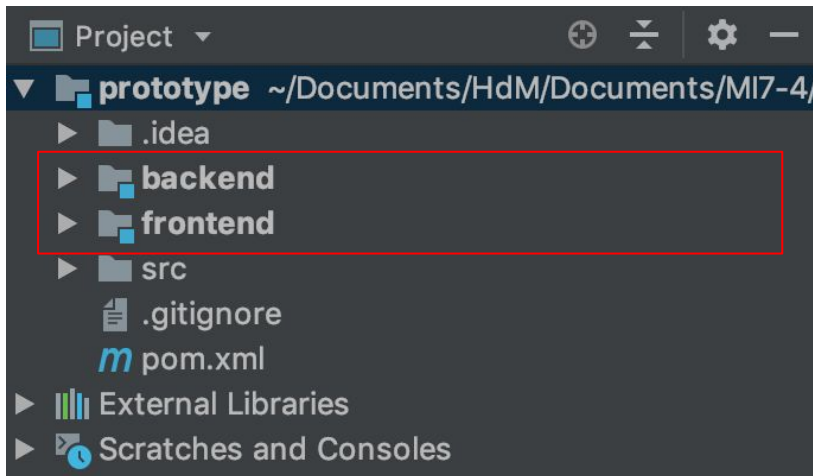 Project
prototype ~/Documents/HdM/Documents/MI7-4/
.idea
backend
frontend
src
.gitignore
m pom.xml
External Libraries
Scratches and Consoles